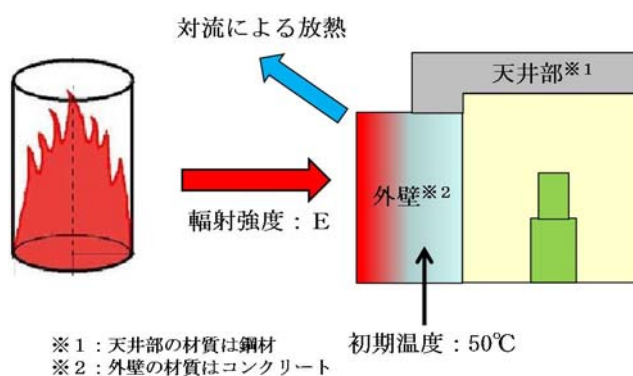 対流による放熱
天井部※1
外壁※2
輻射強度：E
初期温度：50℃
※1：天井部の材質は鋼材
※2：外壁の材質はコンクリート